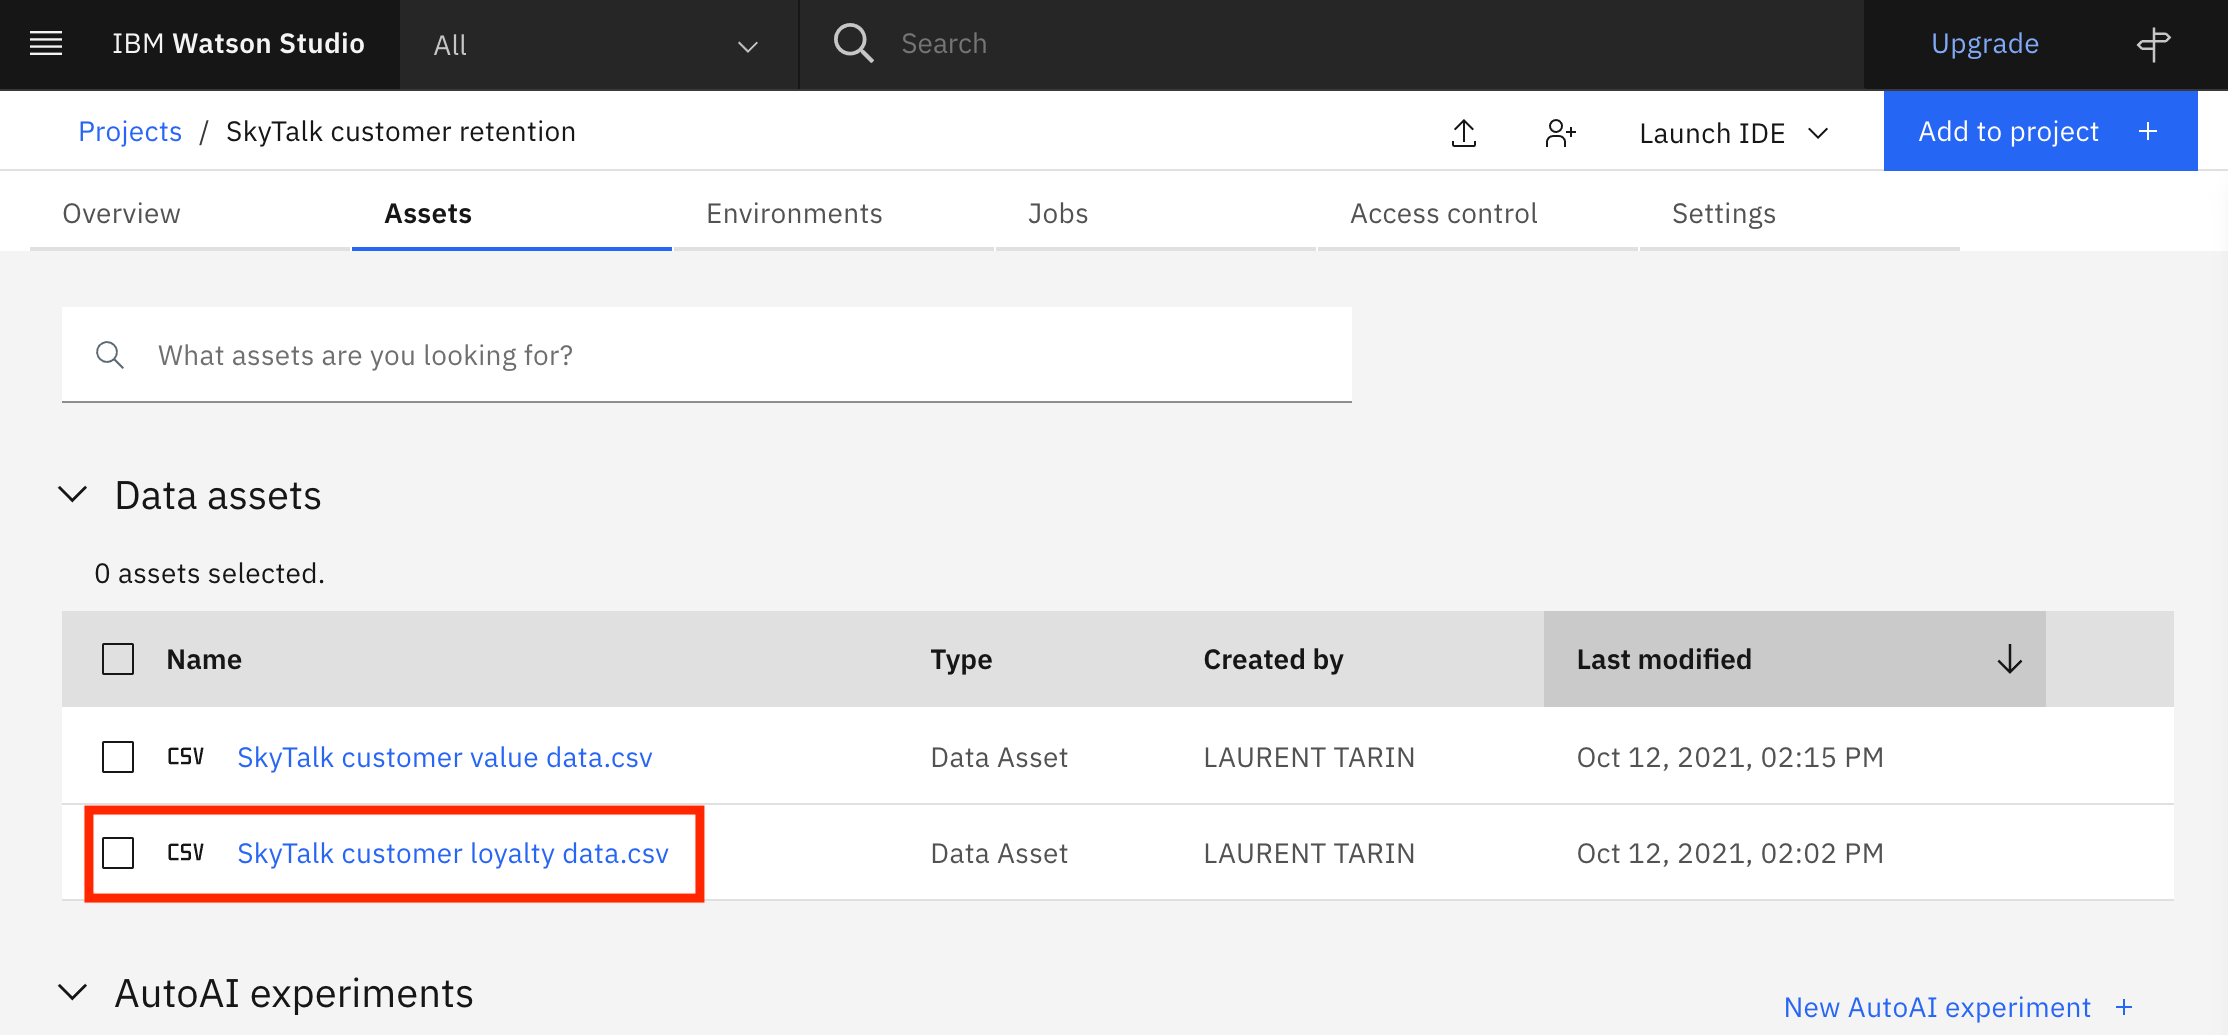 IBM Watson Studio All Search Upgrade
Projects / SkyTalk customer retention Launch IDE Add to project +
Overview Assets Environments Jobs Access control Settings
What assets are you looking for?
Data assets
0 assets selected.
Name Type Created by Last modified
CSV SkyTalk customer value data.csv Data Asset LAURENT TARIN Oct 12, 2021, 02:15 PM
CSV SkyTalk customer loyalty data.csv Data Asset LAURENT TARIN Oct 12, 2021, 02:02 PM
AutoAI experiments
New AutoAI experiment +